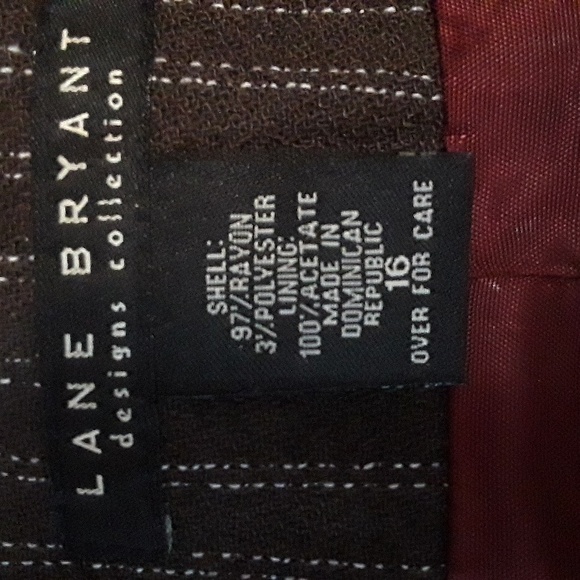 LANE BRYANT
designs collection
SHELL:
97%RAYON
3%POLYESTER
LINING:
100%ACETATE
MADE IN
DOMINICAN
REPUBLIC
16
OVER FOR CARE